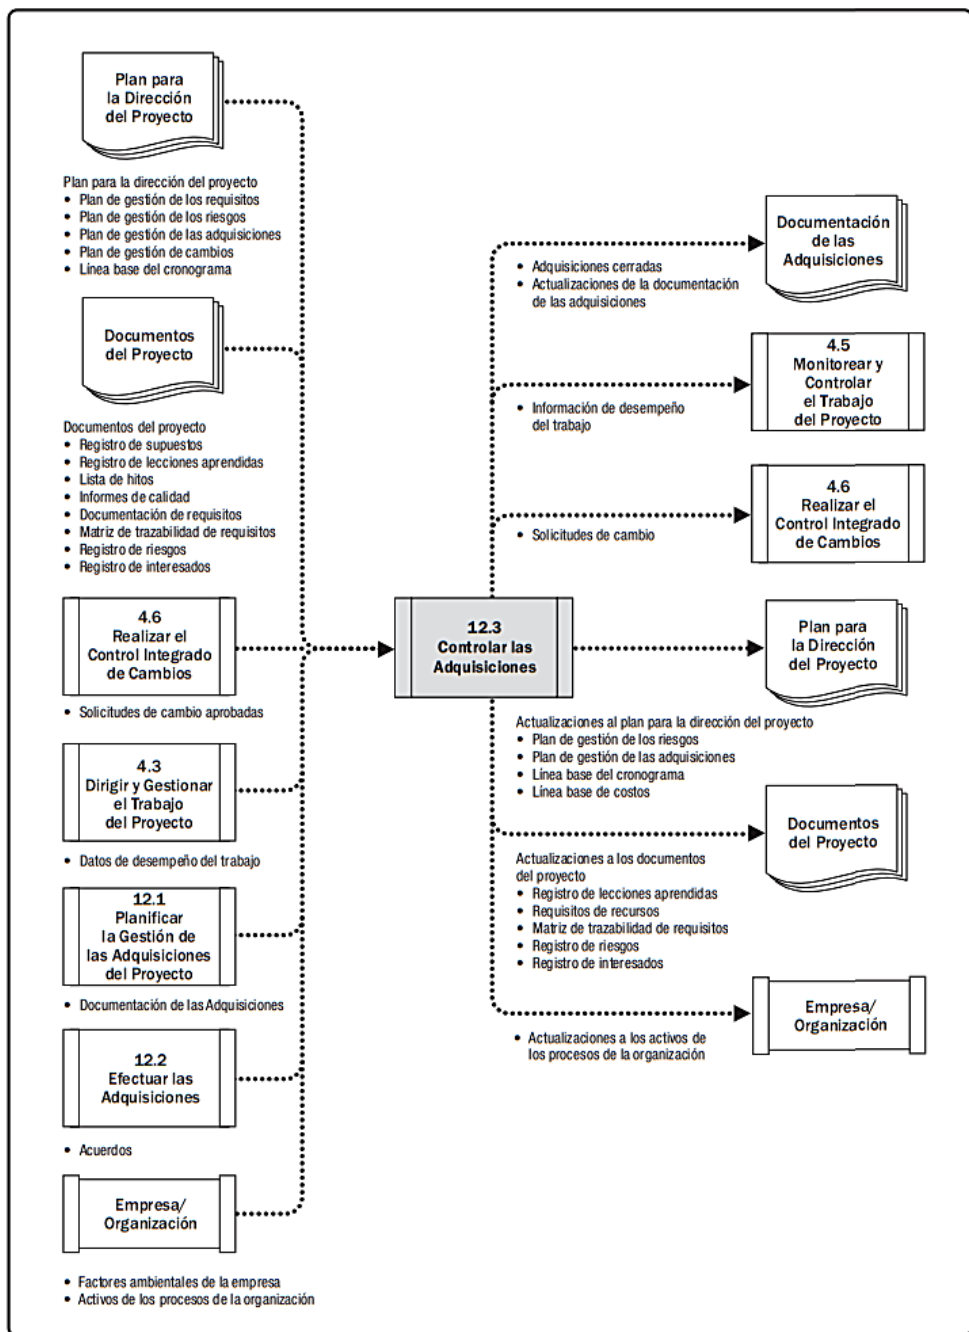 Plan para
la Dirección
del Proyecto
Plan para la dirección del proyecto
• Plan de gestión de los requisitos
• Plan de gestión de los riesgos
• Plan de gestión de las adquisiciones
• Plan de gestión de cambios
• Línea base del cronograma
Documentos
del Proyecto
Documentos del proyecto
• Registro de supuestos
• Registro de lecciones aprendidas
• Lista de hitos
• Informes de calidad
• Documentación de requisitos
• Matriz de trazabilidad de requisitos
• Registro de riesgos
• Registro de interesados
4.6
Realizar el
Control Integrado
de Cambios
• Solicitudes de cambio aprobadas
4.3
Dirigir y Gestionar
el Trabajo
del Proyecto
• Datos de desempeño del trabajo
12.1
Planificar
la Gestión de
las Adquisiciones
del Proyecto
• Documentación de las Adquisiciones
12.2
Efectuar las
Adquisiciones
• Acuerdos
Empresa/
Organización
• Factores ambientales de la empresa
• Activos de los procesos de la organización
12.3
Controlar las
Adquisiciones
Documentación
de las
Adquisiciones
• Adquisiciones cerradas
• Actualizaciones de la documentación
de las adquisiciones
4.5
Monitorear y
Controlar
el Trabajo
del Proyecto
• Información de desempeño
del trabajo
4.6
Realizar el
Control Integrado
de Cambios
• Solicitudes de cambio
Plan para
la Dirección
del Proyecto
Actualizaciones al plan para la dirección del proyecto
• Plan de gestión de los riesgos
• Plan de gestión de las adquisiciones
• Línea base del cronograma
• Línea base de costos
Documentos
del Proyecto
Actualizaciones a los documentos
del proyecto
• Registro de lecciones aprendidas
• Requisitos de recursos
• Matriz de trazabilidad de requisitos
• Registro de riesgos
• Registro de interesados
Empresa/
Organización
• Actualizaciones a los activos de
los procesos de la organización